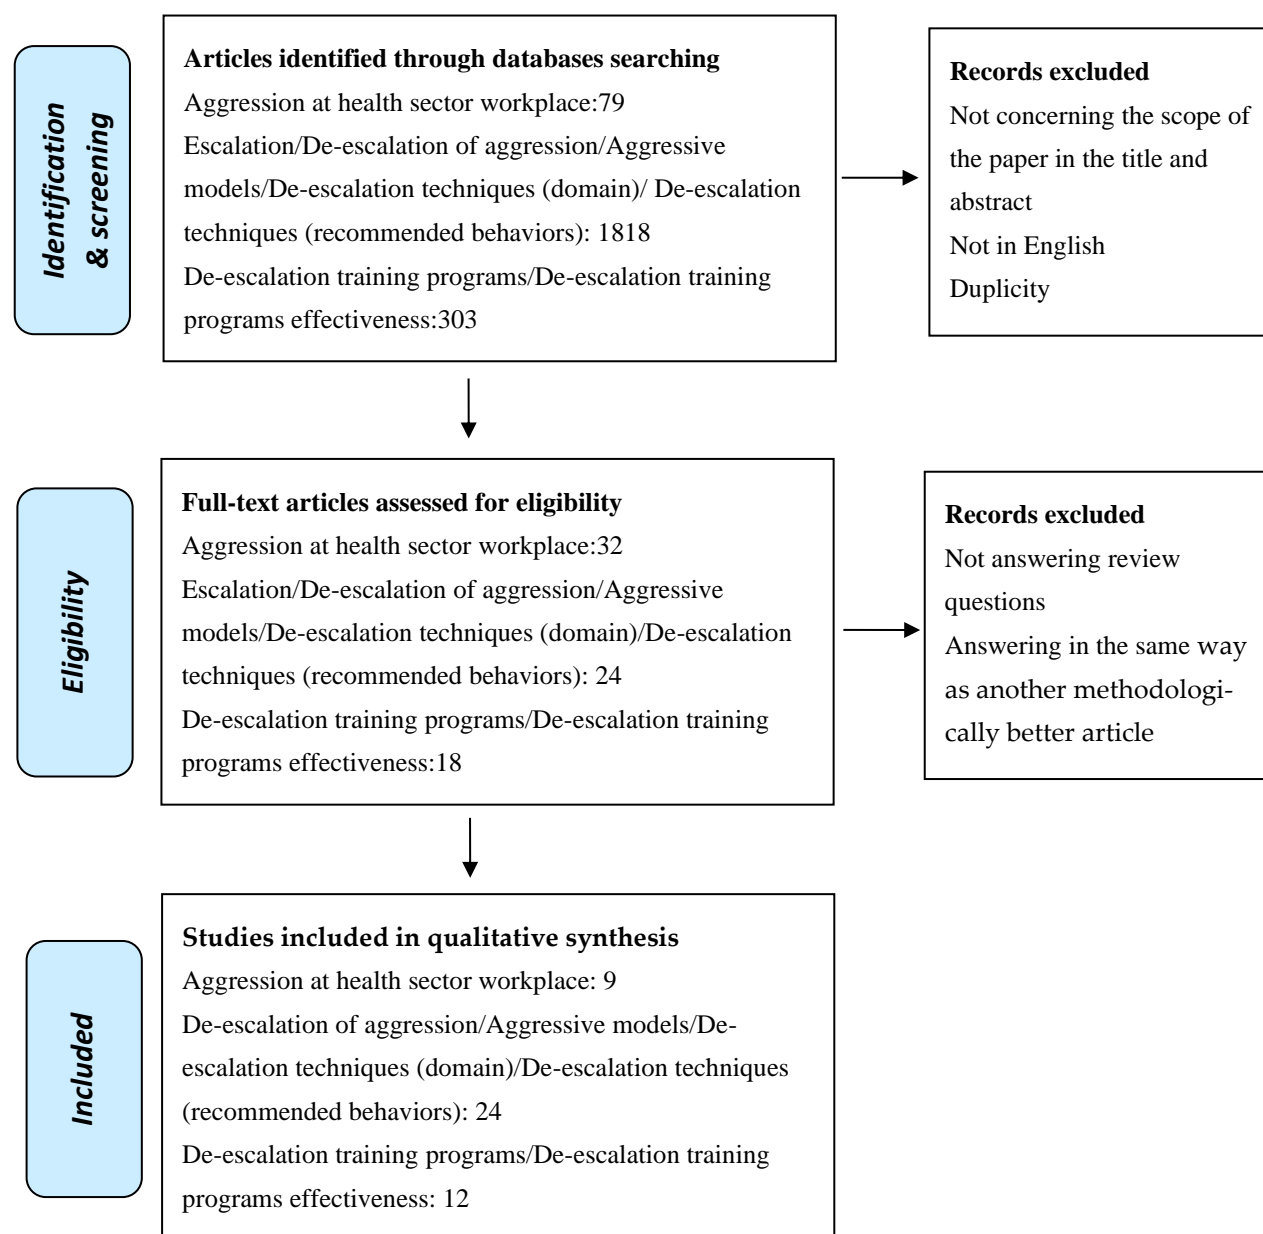 Identification
& screening
Articles identified through databases searching
Aggression at health sector workplace:79
Escalation/De-escalation of aggression/Aggressive
models/De-escalation techniques (domain)/ De-escalation
techniques (recommended behaviors): 1818
De-escalation training programs/De-escalation training
programs effectiveness:303
Records excluded
Not concerning the scope of
the paper in the title and
abstract
Not in English
Duplicity
Eligibility
Full-text articles assessed for eligibility
Aggression at health sector workplace:32
Escalation/De-escalation of aggression/Aggressive
models/De-escalation techniques (domain)/De-escalation
techniques (recommended behaviors): 24
De-escalation training programs/De-escalation training
programs effectiveness:18
Records excluded
Not answering review
questions
Answering in the same way
as another methodologi-
cally better article
Included
Studies included in qualitative synthesis
Aggression at health sector workplace: 9
De-escalation of aggression/Aggressive models/De-
escalation techniques (domain)/De-escalation techniques
(recommended behaviors): 24
De-escalation training programs/De-escalation training
programs effectiveness: 12